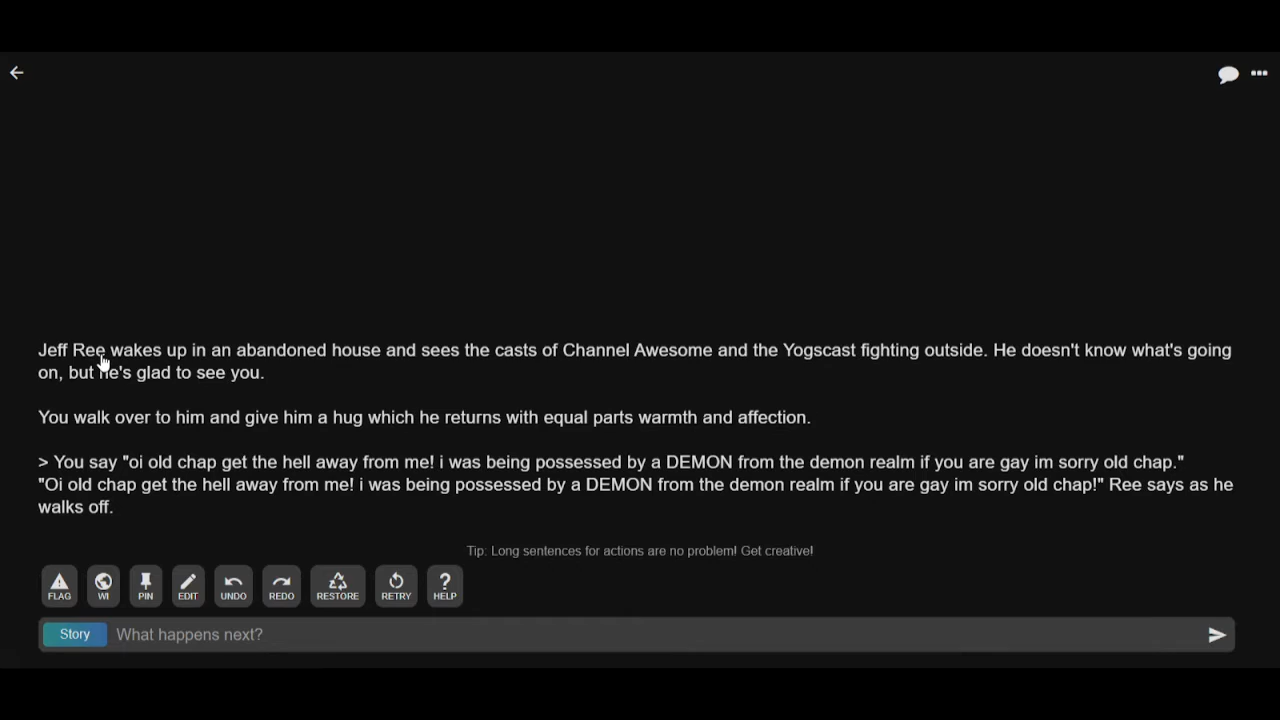 Jeff Ree wakes up in an abandoned house and sees the casts of Channel Awesome and the Yogscast fighting outside. He doesn't know what's going
on, but he's glad to see you.
You walk over to him and give him a hug which he returns with equal parts warmth and affection.
> You say "oi old chap get the hell away from me! i was being possessed by a DEMON from the demon realm if you are gay im sorry old chap."
"Oi old chap get the hell away from me! i was being possessed by a DEMON from the demon realm if you are gay im sorry old chap!" Ree says as he
walks off.
Tip: Long sentences for actions are no problem! Get creative!
FLAG WI PIN EDIT UNDO REDO RESTORE RETRY HELP
Story What happens next?